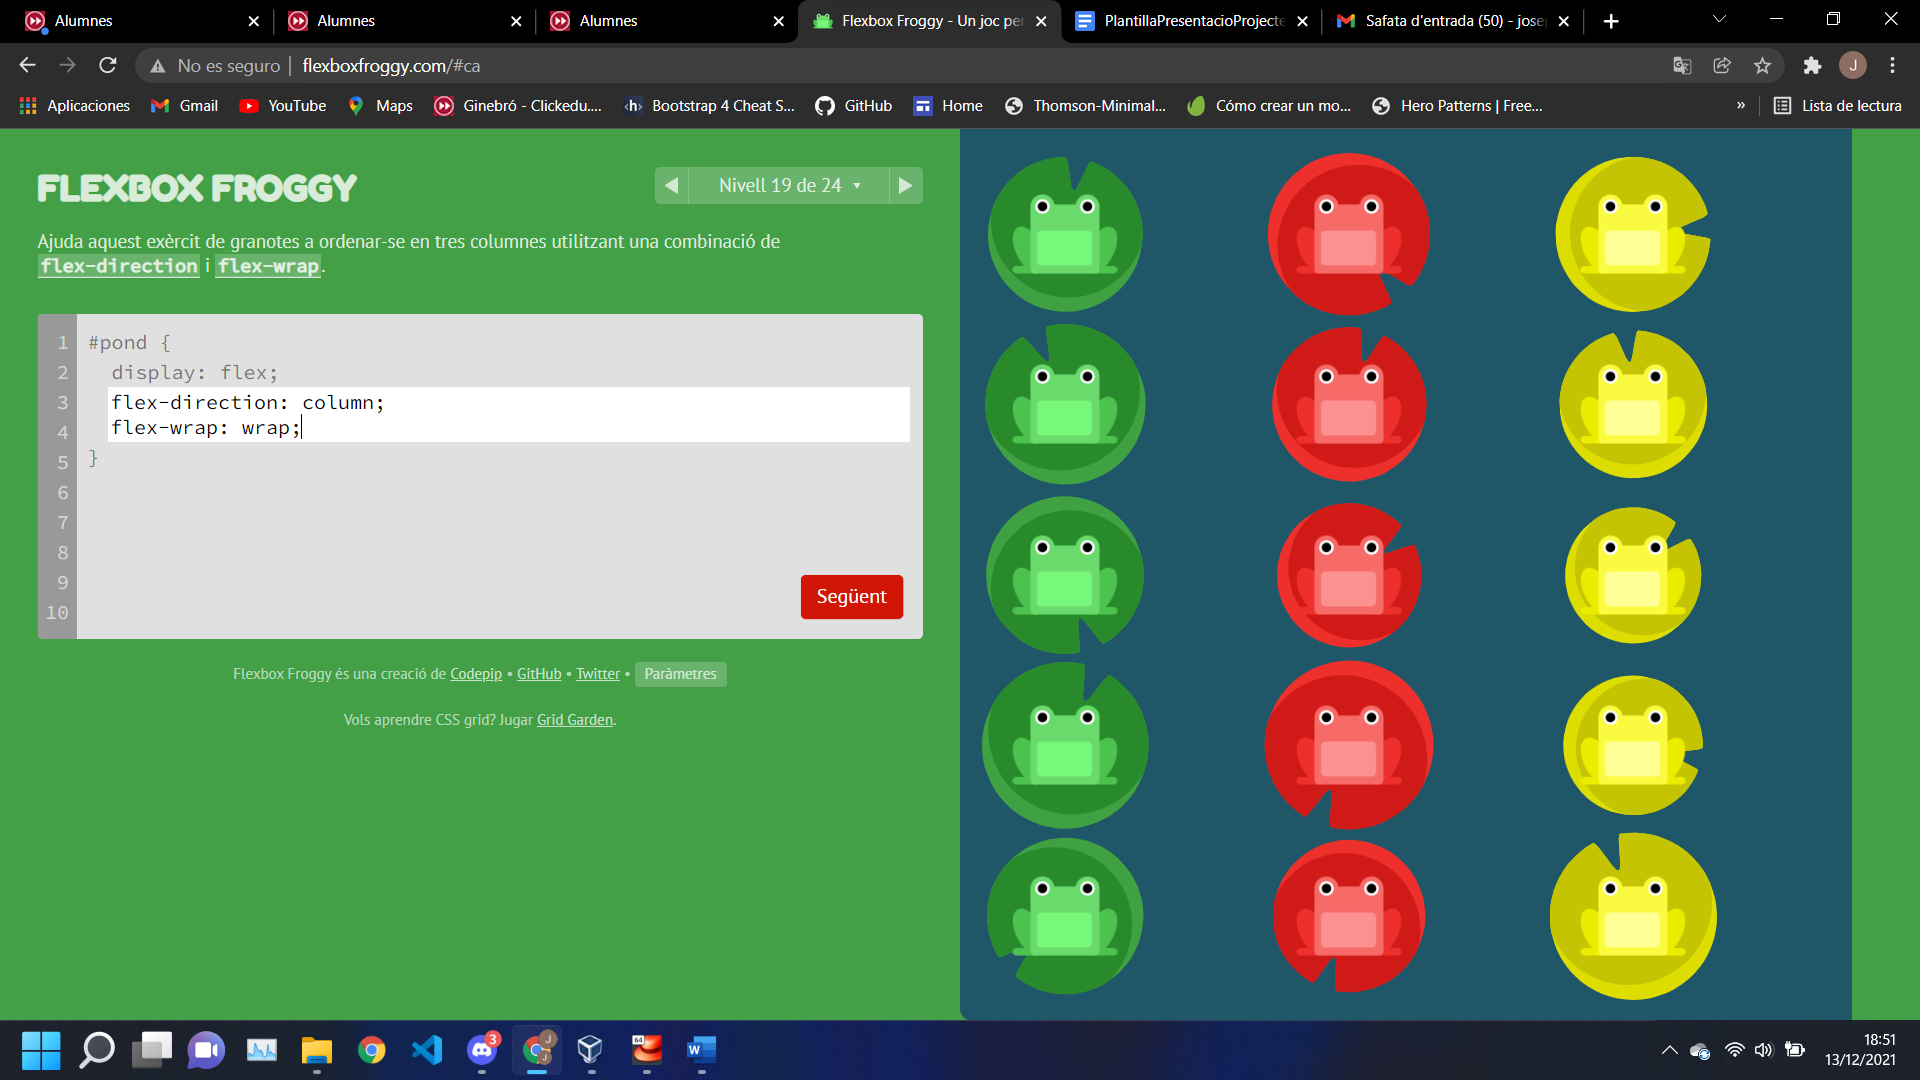 Alumnes
Alumnes
Alumnes
Flexbox Froggy - Un joc per
PlantillaPresentacioProjecte
Safata d'entrada (50) - josep
No es seguro
flexboxfroggy.com/#ca
Aplicaciones
Gmail
YouTube
Maps
Ginebró - Clickedu....
Bootstrap 4 Cheat S...
GitHub
Home
Thomson-Minimal...
Cómo crear un mo...
Hero Patterns | Free...
»
Lista de lectura
J
FLEXBOX FROGGY
Nivell 19 de 24
Ajuda aquest exèrcit de granotes a ordenar-se en tres columnes utilitzant una combinació de
flex-direction i flex-wrap.
1 #pond {
2 display: flex;
3 flex-direction: column;
4 flex-wrap: wrap;
5 }
6
7
8
9
10
Següent
Flexbox Froggy és una creació de Codepip • GitHub • Twitter • Paràmetres
Vols aprendre CSS grid? Jugar Grid Garden.
3
J
J
64
W
18:51
13/12/2021